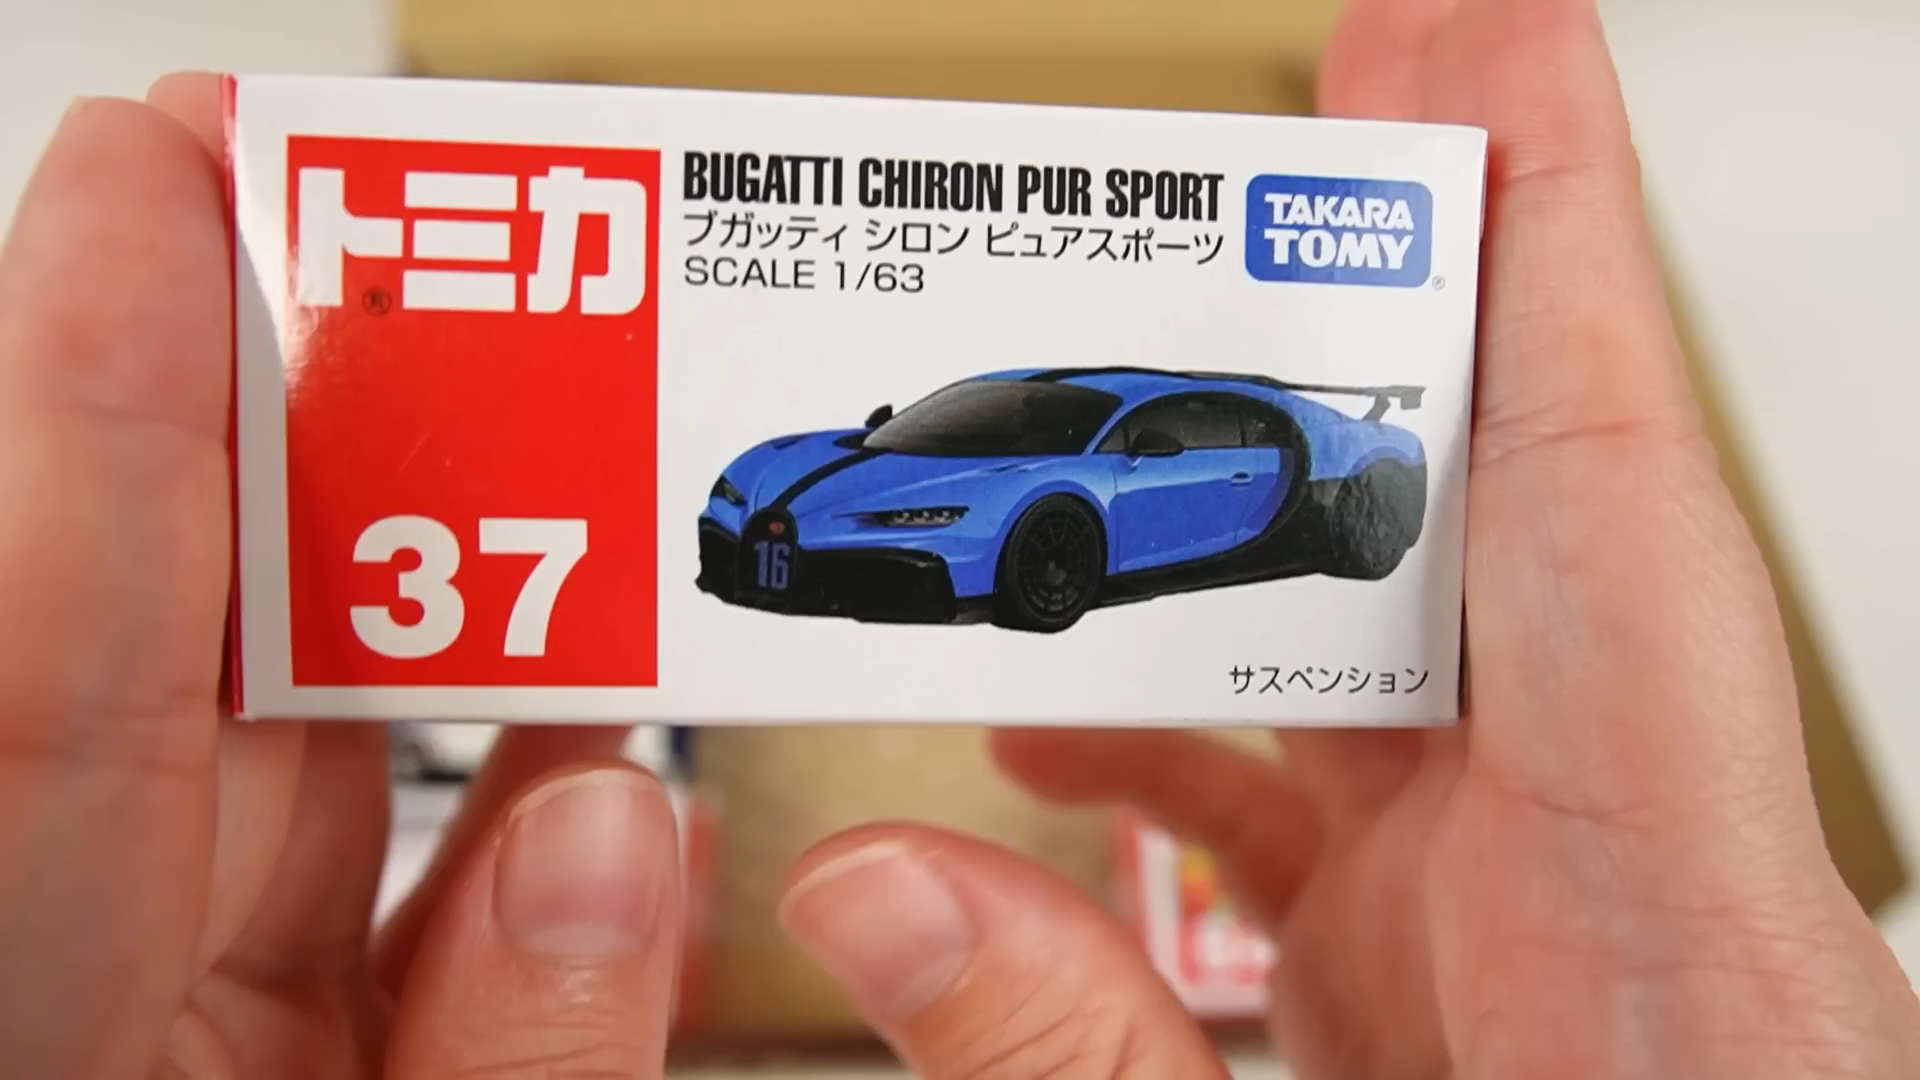 トミカ
®
37
BUGATTI CHIRON PUR SPORT
ブガッティ シロン ピュアスポーツ
SCALE 1/63
TAKARA
TOMY
®
16
サスペンション